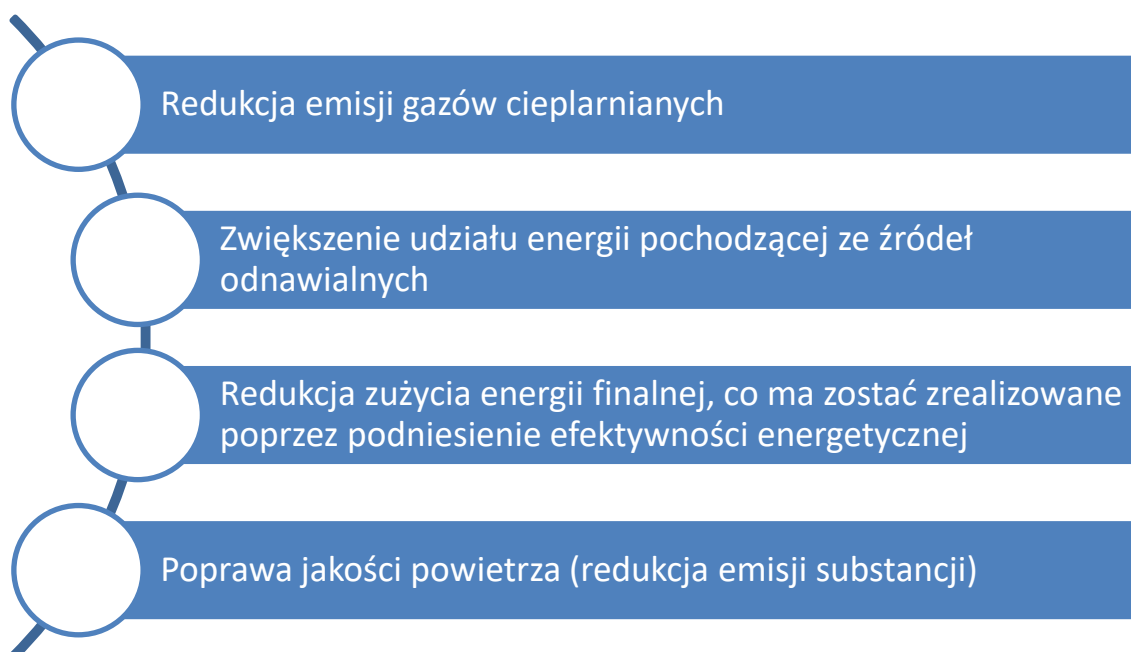 Redukcja emisji gazów cieplarnianych
Zwiększenie udziału energii pochodzącej ze źródeł
odnawialnych
Redukcja zużycia energii finalnej, co ma zostać zrealizowane
poprzez podniesienie efektywności energetycznej
Poprawa jakości powietrza (redukcja emisji substancji)